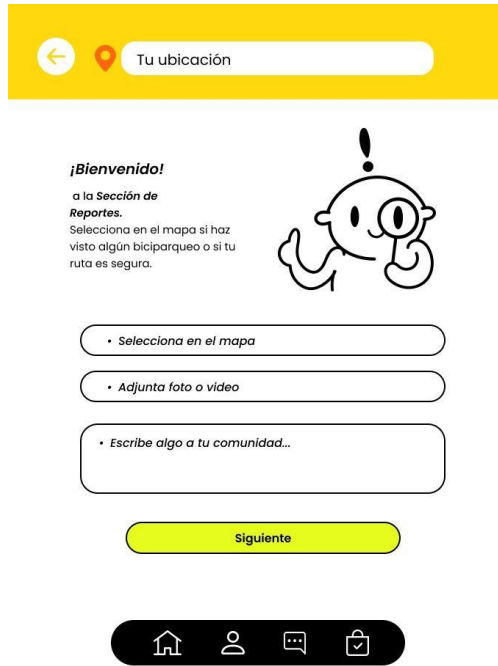 Tu ubicación
¡Bienvenido!
a la Sección de
Reportes.
Selecciona en el mapa si haz
visto algún biciparqueo o si tu
ruta es segura.
• Selecciona en el mapa
• Adjunta foto o video
• Escribe algo a tu comunidad...
Siguiente